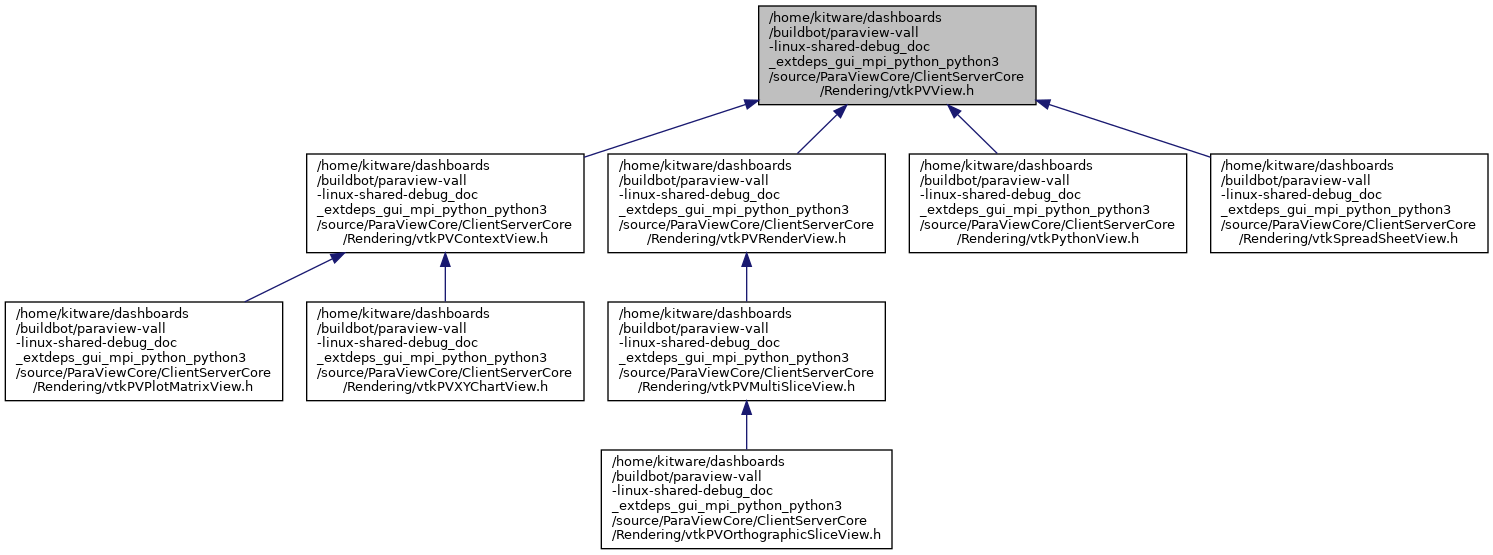 /home/kitware/dashboards
/buildbot/paraview-vall
-linux-shared-debug_doc
_extdeps_gui_mpi_python_python3
/source/ParaViewCore/ClientServerCore
/Rendering/vtkPVView.h
/home/kitware/dashboards
/buildbot/paraview-vall
-linux-shared-debug_doc
_extdeps_gui_mpi_python_python3
/source/ParaViewCore/ClientServerCore
/Rendering/vtkPVContextView.h
/home/kitware/dashboards
/buildbot/paraview-vall
-linux-shared-debug_doc
_extdeps_gui_mpi_python_python3
/source/ParaViewCore/ClientServerCore
/Rendering/vtkPVRenderView.h
/home/kitware/dashboards
/buildbot/paraview-vall
-linux-shared-debug_doc
_extdeps_gui_mpi_python_python3
/source/ParaViewCore/ClientServerCore
/Rendering/vtkPythonView.h
/home/kitware/dashboards
/buildbot/paraview-vall
-linux-shared-debug_doc
_extdeps_gui_mpi_python_python3
/source/ParaViewCore/ClientServerCore
/Rendering/vtkSpreadSheetView.h
/home/kitware/dashboards
/buildbot/paraview-vall
-linux-shared-debug_doc
_extdeps_gui_mpi_python_python3
/source/ParaViewCore/ClientServerCore
/Rendering/vtkPVPlotMatrixView.h
/home/kitware/dashboards
/buildbot/paraview-vall
-linux-shared-debug_doc
_extdeps_gui_mpi_python_python3
/source/ParaViewCore/ClientServerCore
/Rendering/vtkPVXYChartView.h
/home/kitware/dashboards
/buildbot/paraview-vall
-linux-shared-debug_doc
_extdeps_gui_mpi_python_python3
/source/ParaViewCore/ClientServerCore
/Rendering/vtkPVMultiSliceView.h
/home/kitware/dashboards
/buildbot/paraview-vall
-linux-shared-debug_doc
_extdeps_gui_mpi_python_python3
/source/ParaViewCore/ClientServerCore
/Rendering/vtkPVOrthographicSliceView.h